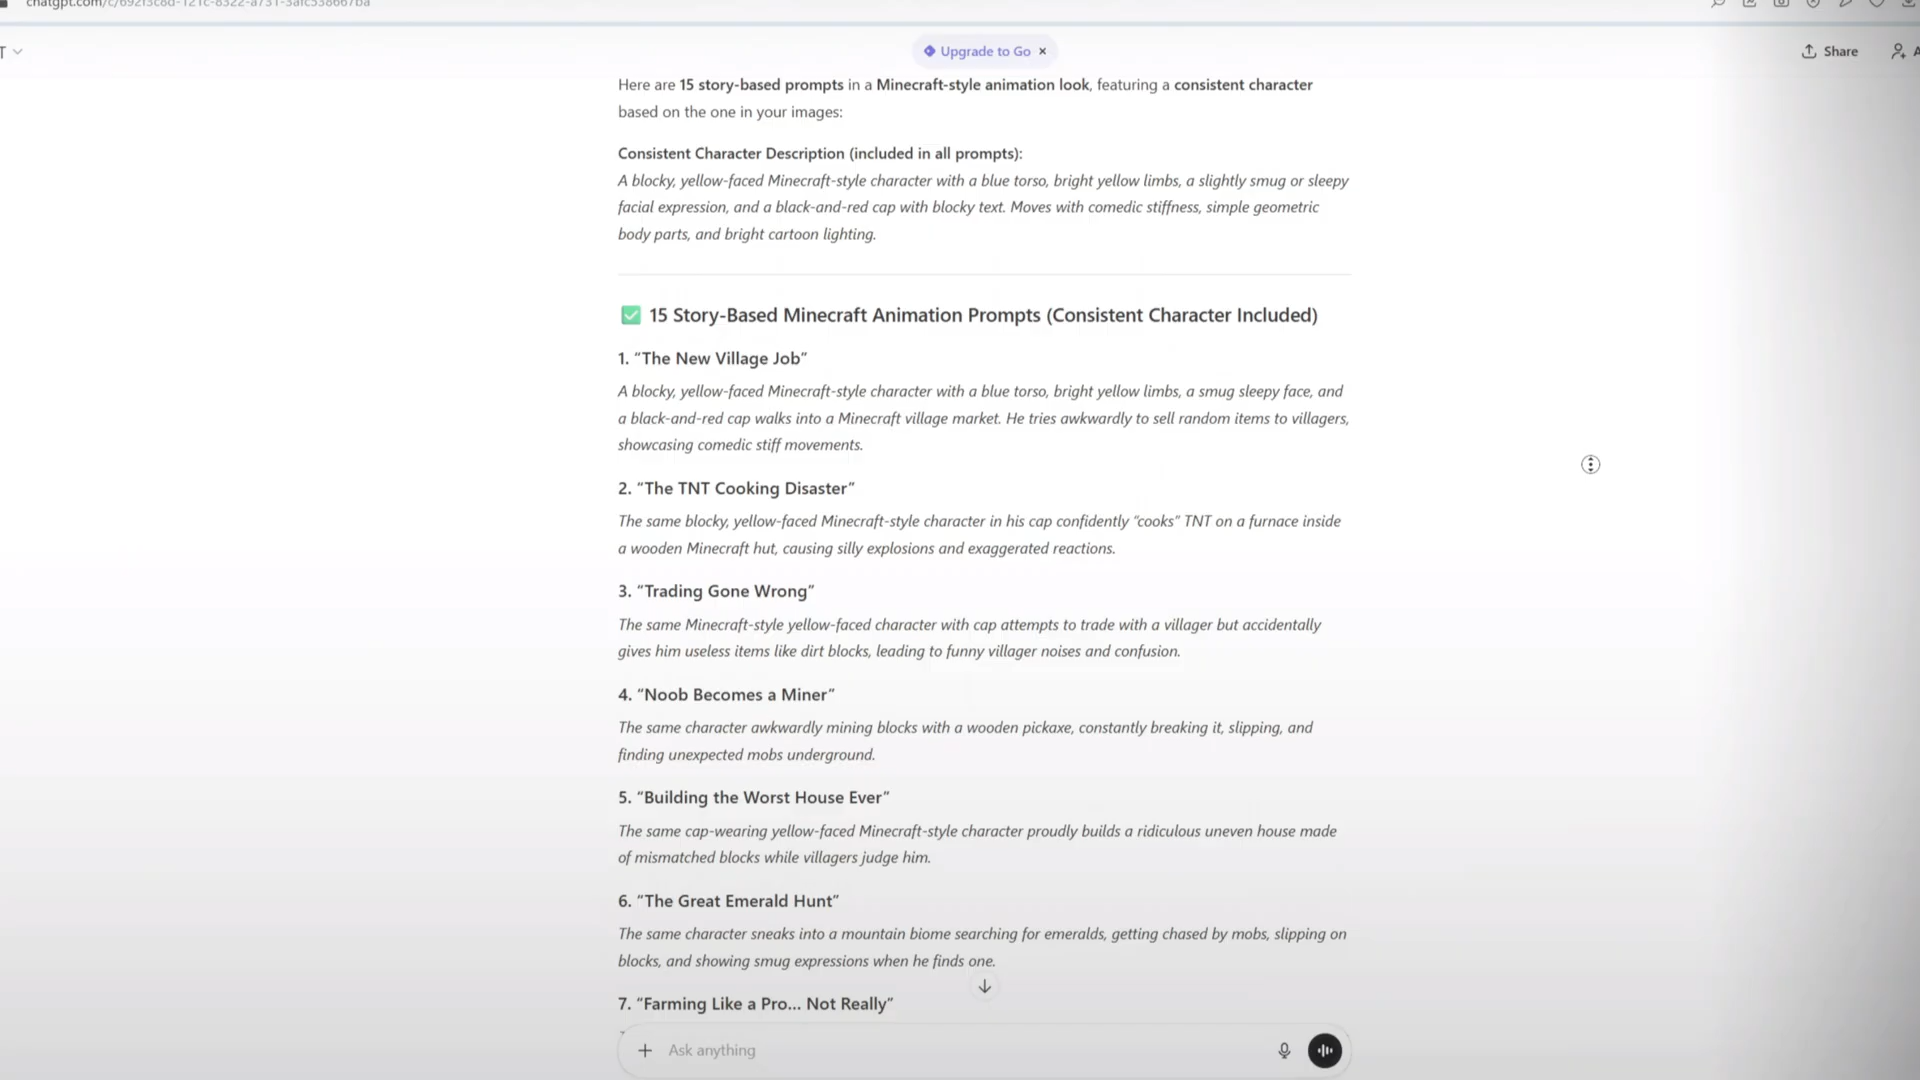 T
Upgrade to Go ×
Share
Here are 15 story-based prompts in a Minecraft-style animation look, featuring a consistent character
based on the one in your images:
Consistent Character Description (included in all prompts):
A blocky, yellow-faced Minecraft-style character with a blue torso, bright yellow limbs, a slightly smug or sleepy
facial expression, and a black-and-red cap with blocky text. Moves with comedic stiffness, simple geometric
body parts, and bright cartoon lighting.
✅ 15 Story-Based Minecraft Animation Prompts (Consistent Character Included)
1. “The New Village Job”
A blocky, yellow-faced Minecraft-style character with a blue torso, bright yellow limbs, a smug sleepy face, and
a black-and-red cap walks into a Minecraft village market. He tries awkwardly to sell random items to villagers,
showcasing comedic stiff movements.
2. “The TNT Cooking Disaster”
The same blocky, yellow-faced Minecraft-style character in his cap confidently “cooks” TNT on a furnace inside
a wooden Minecraft hut, causing silly explosions and exaggerated reactions.
3. “Trading Gone Wrong”
The same Minecraft-style yellow-faced character with cap attempts to trade with a villager but accidentally
gives him useless items like dirt blocks, leading to funny villager noises and confusion.
4. “Noob Becomes a Miner”
The same character awkwardly mining blocks with a wooden pickaxe, constantly breaking it, slipping, and
finding unexpected mobs underground.
5. “Building the Worst House Ever”
The same cap-wearing yellow-faced Minecraft-style character proudly builds a ridiculous uneven house made
of mismatched blocks while villagers judge him.
6. “The Great Emerald Hunt”
The same character sneaks into a mountain biome searching for emeralds, getting chased by mobs, slipping on
blocks, and showing smug expressions when he finds one.
7. “Farming Like a Pro… Not Really”
Ask anything